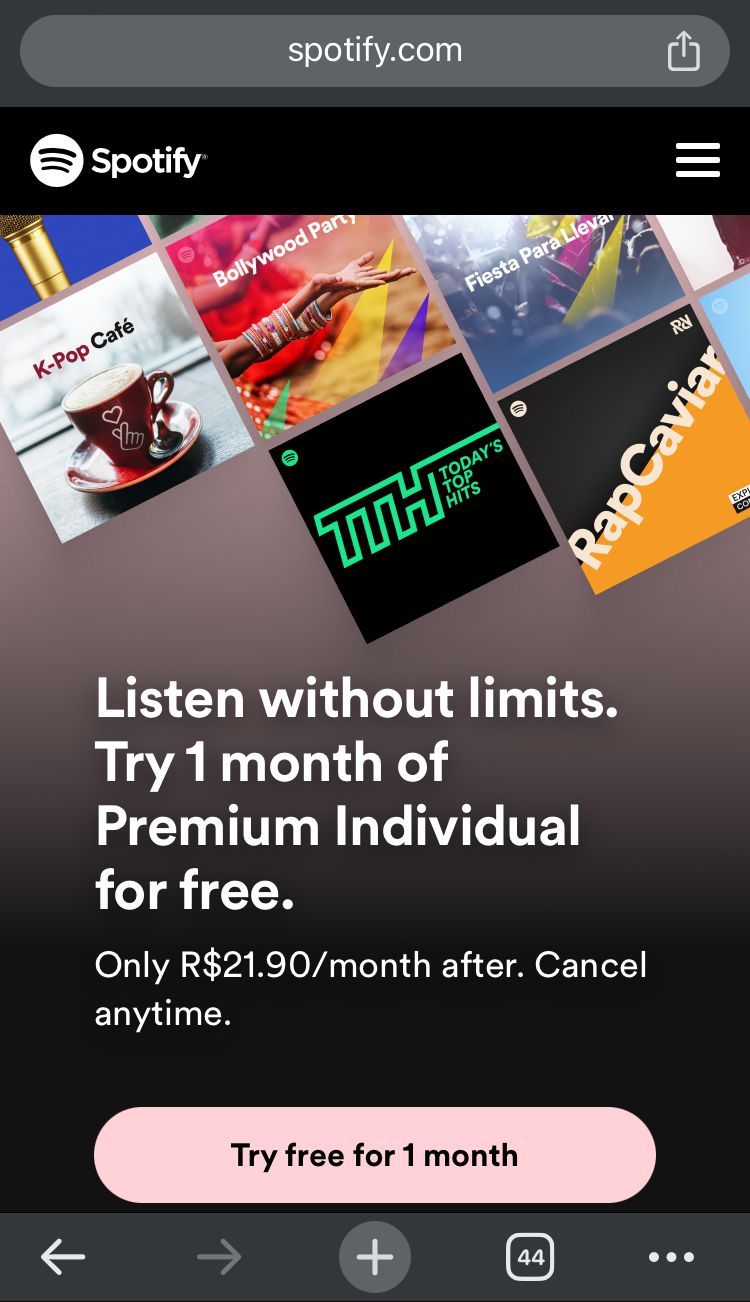 spotify.com
Spotify®
Bollywood Party
Fiesta Para Llevar
K-Pop Café
RapCaviar
TTH
TODAY'S
TOP
HITS
Listen without limits.
Try 1 month of
Premium Individual
for free.
Only R$21.90/month after. Cancel
anytime.
Try free for 1 month
44